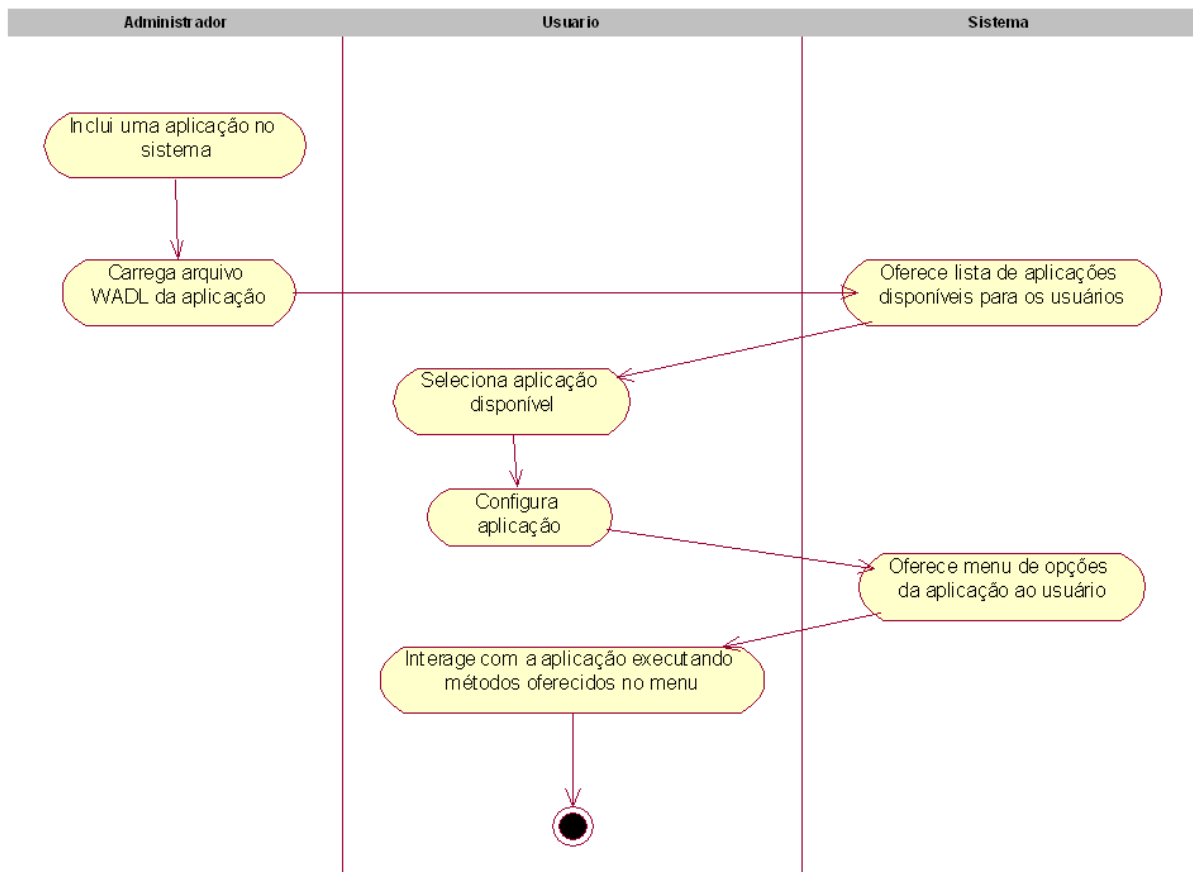 Administrador
Usuario
Sistema
Inclui uma aplicação no
sistema
Carrega arquivo
WADL da aplicação
Oferece lista de aplicações
disponíveis para os usuários
Seleciona aplicação
disponível
Configura
aplicação
Oferece menu de opções
da aplicação ao usuário
Interage com a aplicação executando
métodos oferecidos no menu